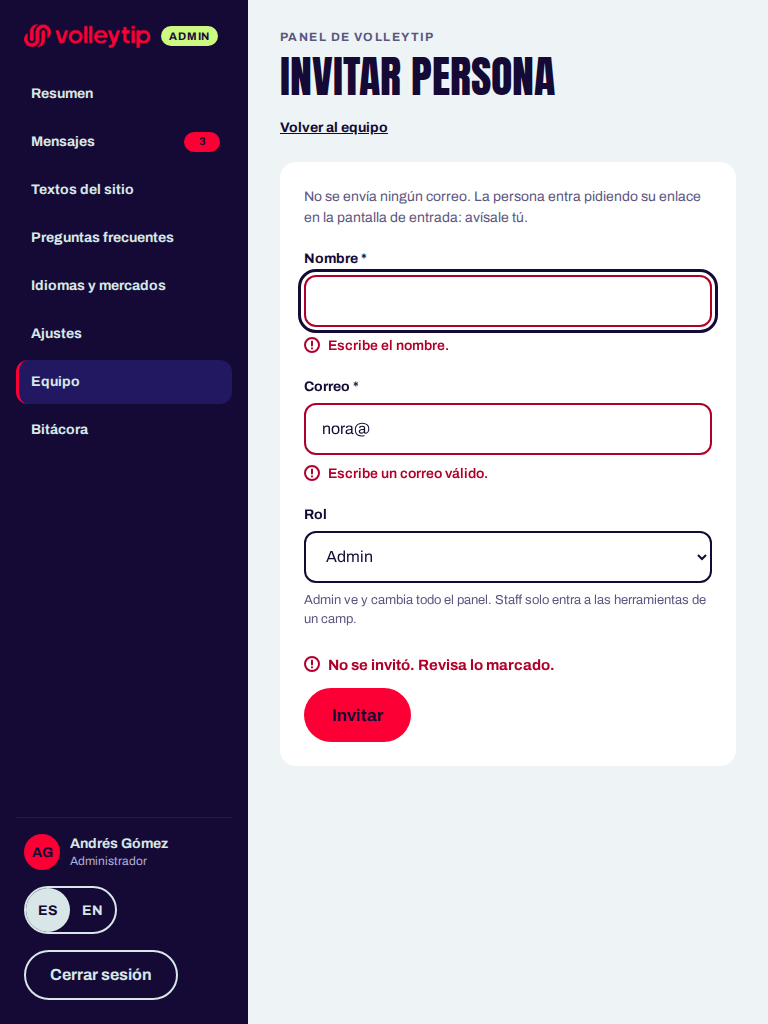 volleytip ADMIN
Resumen
Mensajes 3
Textos del sitio
Preguntas frecuentes
Idiomas y mercados
Ajustes
Equipo
Bitácora
AG
Andrés Gómez
Administrador
ES EN
Cerrar sesión
PANEL DE VOLLEYTIP
INVITAR PERSONA
Volver al equipo
No se envía ningún correo. La persona entra pidiendo su enlace
en la pantalla de entrada: avísale tú.
Nombre *
Escribe el nombre.
Correo *
nora@
Escribe un correo válido.
Rol
Admin
Admin ve y cambia todo el panel. Staff solo entra a las herramientas de
un camp.
No se invitó. Revisa lo marcado.
Invitar